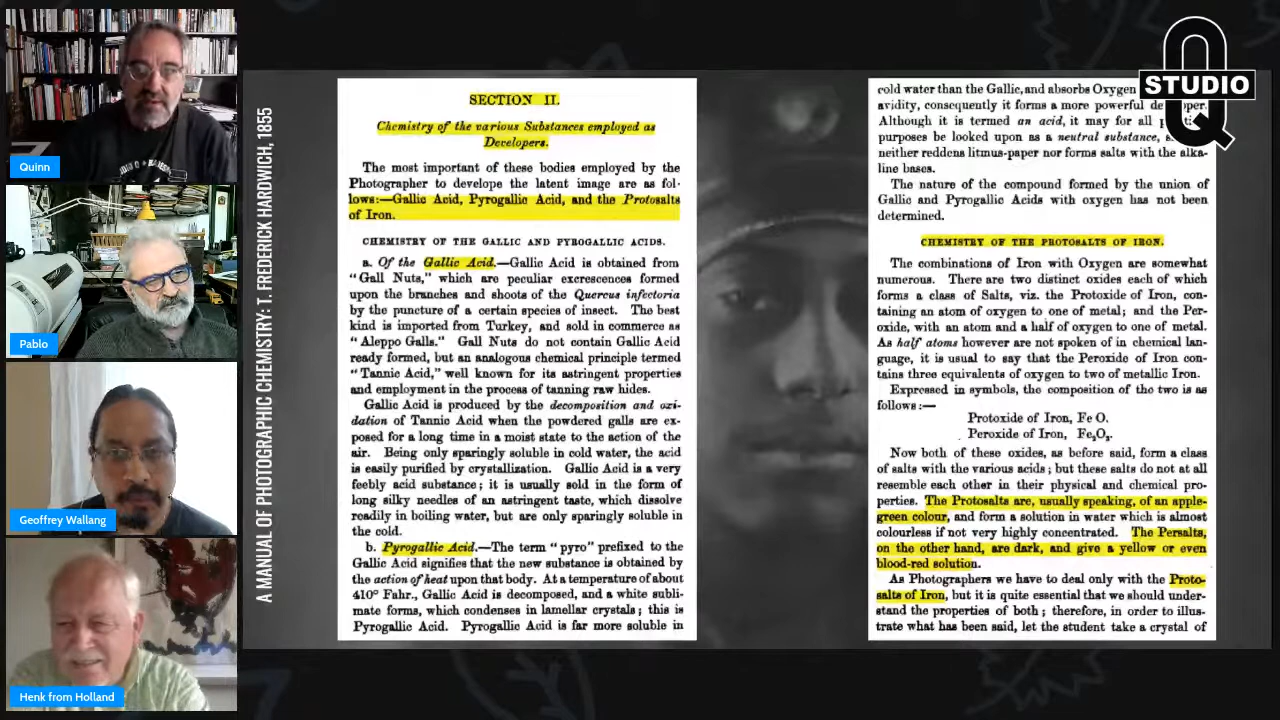 Quinn
Pablo
Geoffrey Wallang
Henk from Holland
A MANUAL OF PHOTOGRAPHIC CHEMISTRY: T. FREDERICK HARDWICH, 1855
SECTION II.
Chemistry of the various Substances employed as
Developers.
The most important of these bodies employed by the
Photographer to develope the latent image are as fol-
lows:—Gallic Acid, Pyrogallic Acid, and the Protosalts
of Iron.
CHEMISTRY OF THE GALLIC AND PYROGALLIC ACIDS.
a. Of the Gallic Acid.—Gallic Acid is obtained from
“Gall Nuts,” which are peculiar excrescences formed
upon the branches and shoots of the Quercus infectoria
by the puncture of a certain species of insect. The best
kind is imported from Turkey, and sold in commerce as
“Aleppo Galls.” Gall Nuts do not contain Gallic Acid
ready formed, but an analogous chemical principle termed
“Tannic Acid,” well known for its astringent properties
and employment in the process of tanning raw hides.
Gallic Acid is produced by the decomposition and oxi-
dation of Tannic Acid when the powdered galls are ex-
posed for a long time in a moist state to the action of the
air. Being only sparingly soluble in cold water, the acid
is easily purified by crystallization. Gallic Acid is a very
feebly acid substance; it is usually sold in the form of
long silky needles of an astringent taste, which dissolve
readily in boiling water, but are only sparingly soluble in
the cold.
b. Pyrogallic Acid.—The term “pyro” prefixed to the
Gallic Acid signifies that the new substance is obtained by
the action of heat upon that body. At a temperature of about
410° Fahr., Gallic Acid is decomposed, and a white subli-
mate forms, which condenses in lamellar crystals; this is
Pyrogallic Acid. Pyrogallic Acid is far more soluble in
cold water than the Gallic, and absorbs Oxygen
avidity, consequently it forms a more powerful
Although it is termed an acid, it may for all
purposes be looked upon as a neutral substance,
neither reddens litmus-paper nor forms salts with the alka-
line bases.
The nature of the compound formed by the union of
Gallic and Pyrogallic Acids with oxygen has not been
determined.
CHEMISTRY OF THE PROTOSALTS OF IRON.
The combinations of Iron with Oxygen are somewhat
numerous. There are two distinct oxides each of which
forms a class of Salts, viz. the Protoxide of Iron, con-
taining an atom of oxygen to one of metal; and the Per-
oxide, with an atom and a half of oxygen to one of metal.
As half atoms however are not spoken of in chemical lan-
guage, it is usual to say that the Peroxide of Iron con-
tains three equivalents of oxygen to two of metallic Iron.
Expressed in symbols, the composition of the two is as
follows:—
Protoxide of Iron, Fe O.
Peroxide of Iron, Fe₂O₃.
Now both of these oxides, as before said, form a class
of salts with the various acids; but these salts do not at all
resemble each other in their physical and chemical pro-
perties. The Protosalts are, usually speaking, of an apple-
green colour, and form a solution in water which is almost
colourless if not very highly concentrated. The Persalts,
on the other hand, are dark, and give a yellow or even
blood-red solution.
As Photographers we have to deal only with the Proto-
salts of Iron, but it is quite essential that we should under-
stand the properties of both; therefore, in order to illus-
trate what has been said, let the student take a crystal of
STUDIO
Q